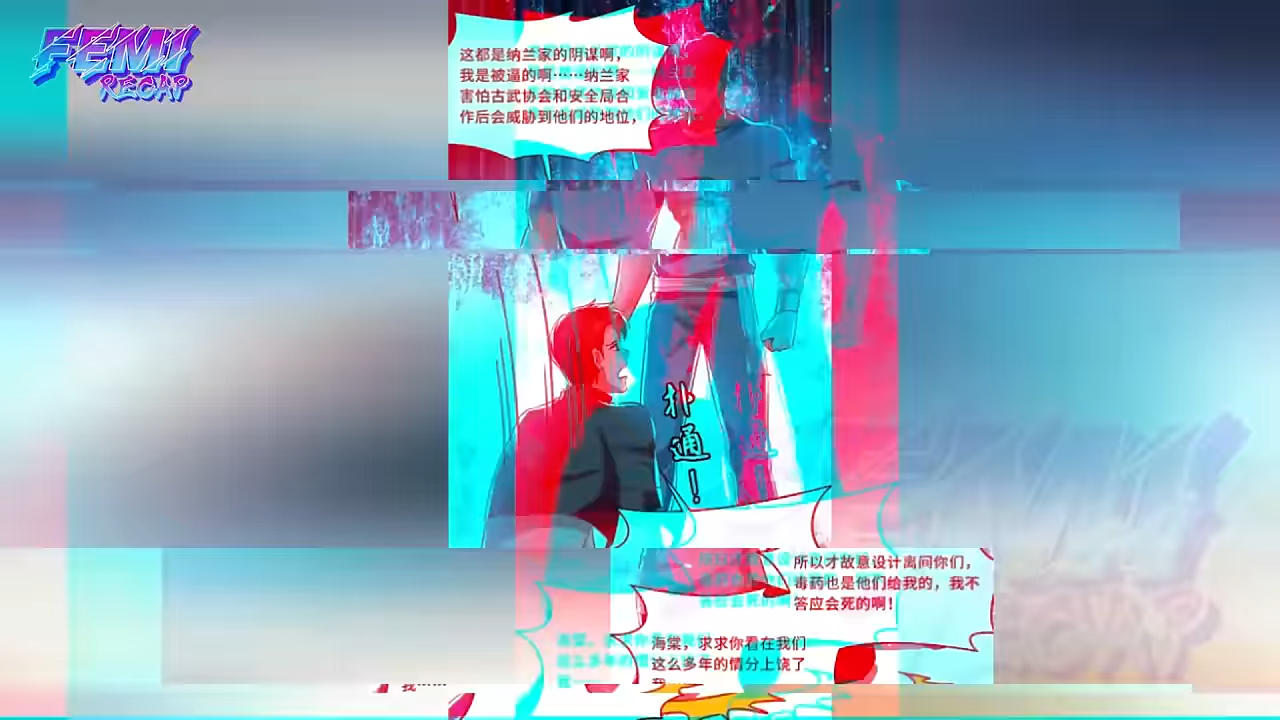 FEMI
RECAP
这都是纳兰家的阴谋啊，
我是被逼的啊……纳兰家
害怕古武协会和安全局合
作后会威胁到他们的地位，
扑
通
！
所以才故意设计离间你们，
毒药也是他们给我的，我不
答应会死的啊！
海棠，求求你看在我们
这么多年的情分上饶了
我……